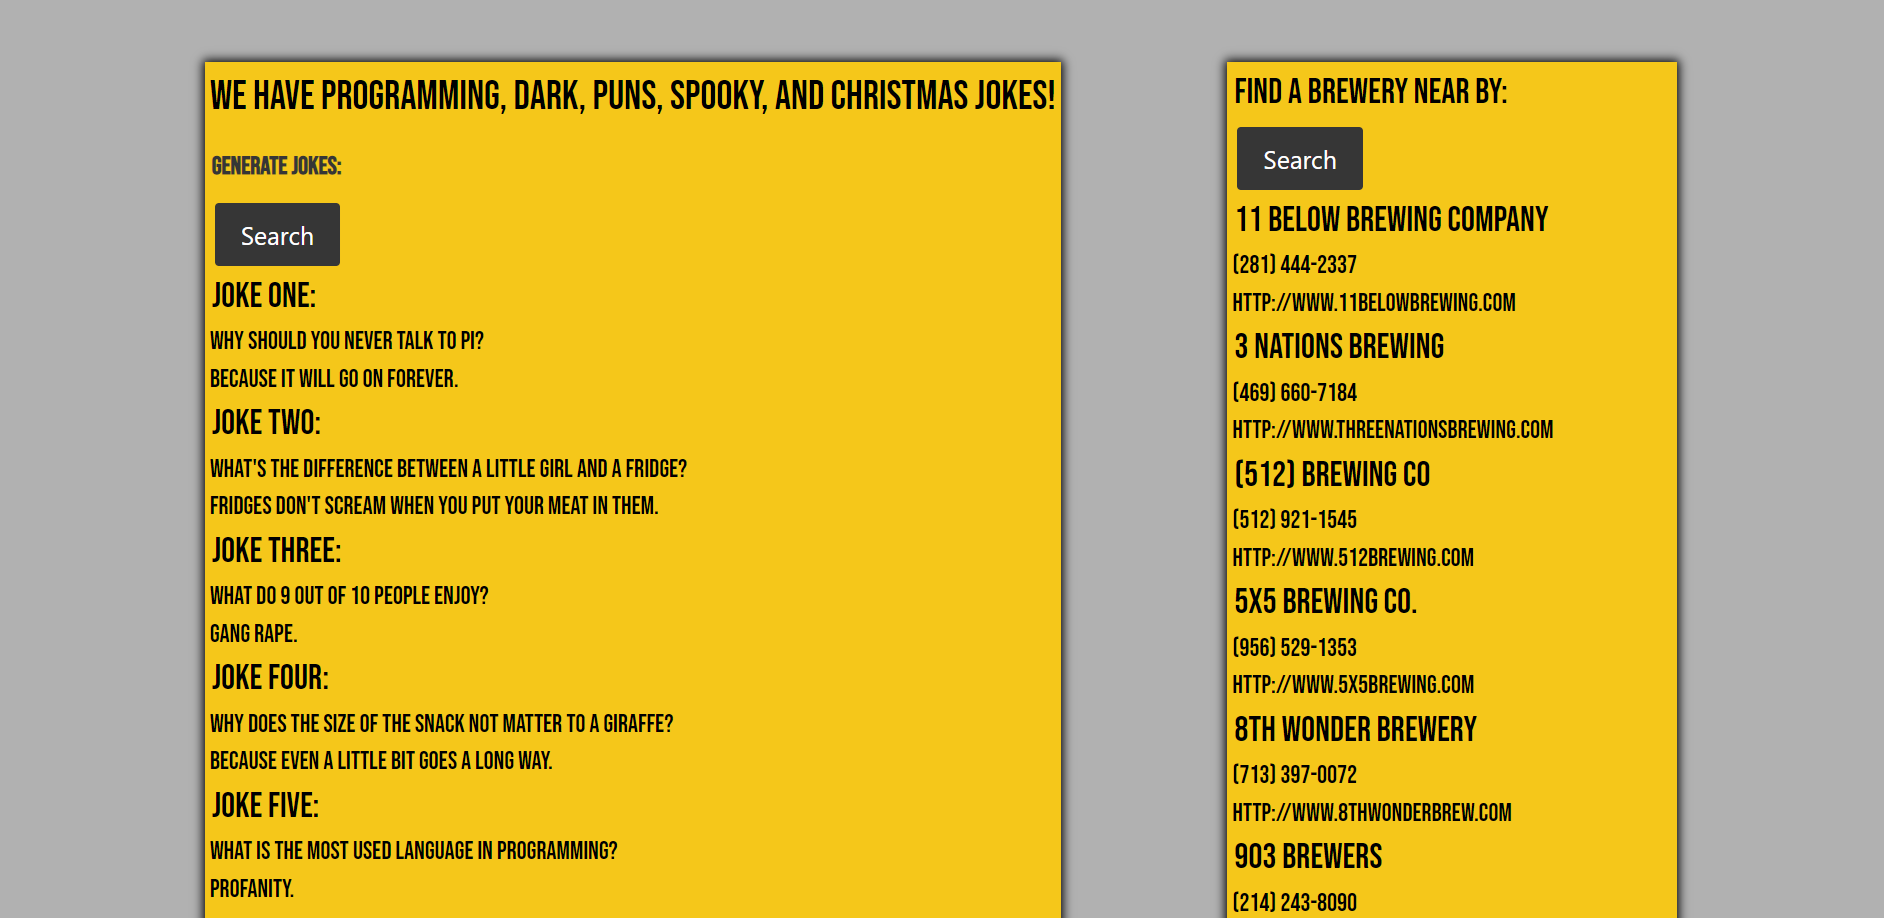 WE HAVE PROGRAMMING, DARK, PUNS, SPOOKY, AND CHRISTMAS JOKES!
GENERATE JOKES:
Search
JOKE ONE:
WHY SHOULD YOU NEVER TALK TO PI?
BECAUSE IT WILL GO ON FOREVER.
JOKE TWO:
WHAT'S THE DIFFERENCE BETWEEN A LITTLE GIRL AND A FRIDGE?
FRIDGES DON'T SCREAM WHEN YOU PUT YOUR MEAT IN THEM.
JOKE THREE:
WHAT DO 9 OUT OF 10 PEOPLE ENJOY?
GANG RAPE.
JOKE FOUR:
WHY DOES THE SIZE OF THE SNACK NOT MATTER TO A GIRAFFE?
BECAUSE EVEN A LITTLE BIT GOES A LONG WAY.
JOKE FIVE:
WHAT IS THE MOST USED LANGUAGE IN PROGRAMMING?
PROFANITY.
FIND A BREWERY NEAR BY:
Search
11 BELOW BREWING COMPANY
(281) 444-2337
HTTP://WWW.11BELOWBREWING.COM
3 NATIONS BREWING
(469) 660-7184
HTTP://WWW.THREENATIONSBREWING.COM
(512) BREWING CO
(512) 921-1545
HTTP://WWW.512BREWING.COM
5X5 BREWING CO.
(956) 529-1353
HTTP://WWW.5X5BREWING.COM
8TH WONDER BREWERY
(713) 397-0072
HTTP://WWW.8THWONDERBREW.COM
903 BREWERS
(214) 243-8090